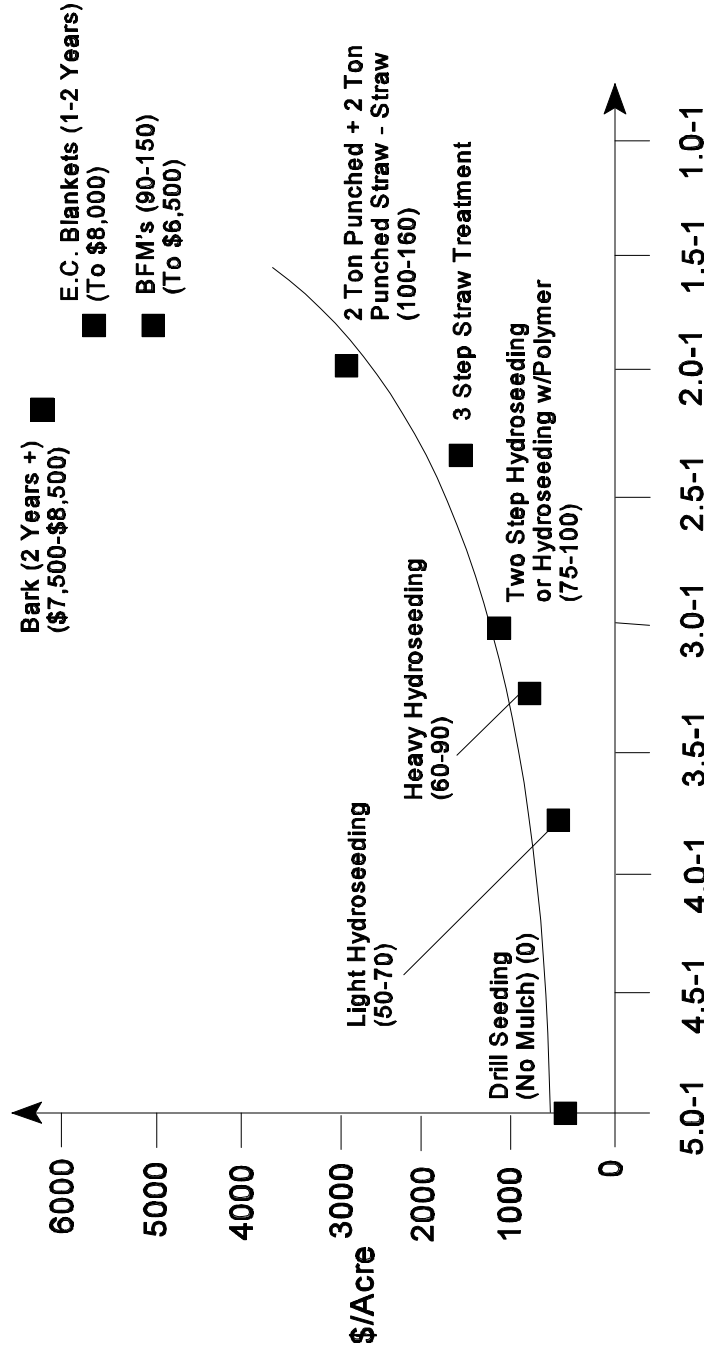 Bark (2 Years +)
($7,500-$8,500)
E.C. Blankets (1-2 Years)
(To $8,000)
BFM's (90-150)
(To $6,500)
2 Ton Punched + 2 Ton
Punched Straw - Straw
(100-160)
3 Step Straw Treatment
Two Step Hydroseeding
or Hydroseeding w/Polymer
(75-100)
Heavy Hydroseeding
(60-90)
Light Hydroseeding
(50-70)
Drill Seeding
(No Mulch) (0)
$/Acre
6000
5000
4000
3000
2000
1000
0
5.0-1
4.5-1
4.0-1
3.5-1
3.0-1
2.5-1
2.0-1
1.5-1
1.0-1